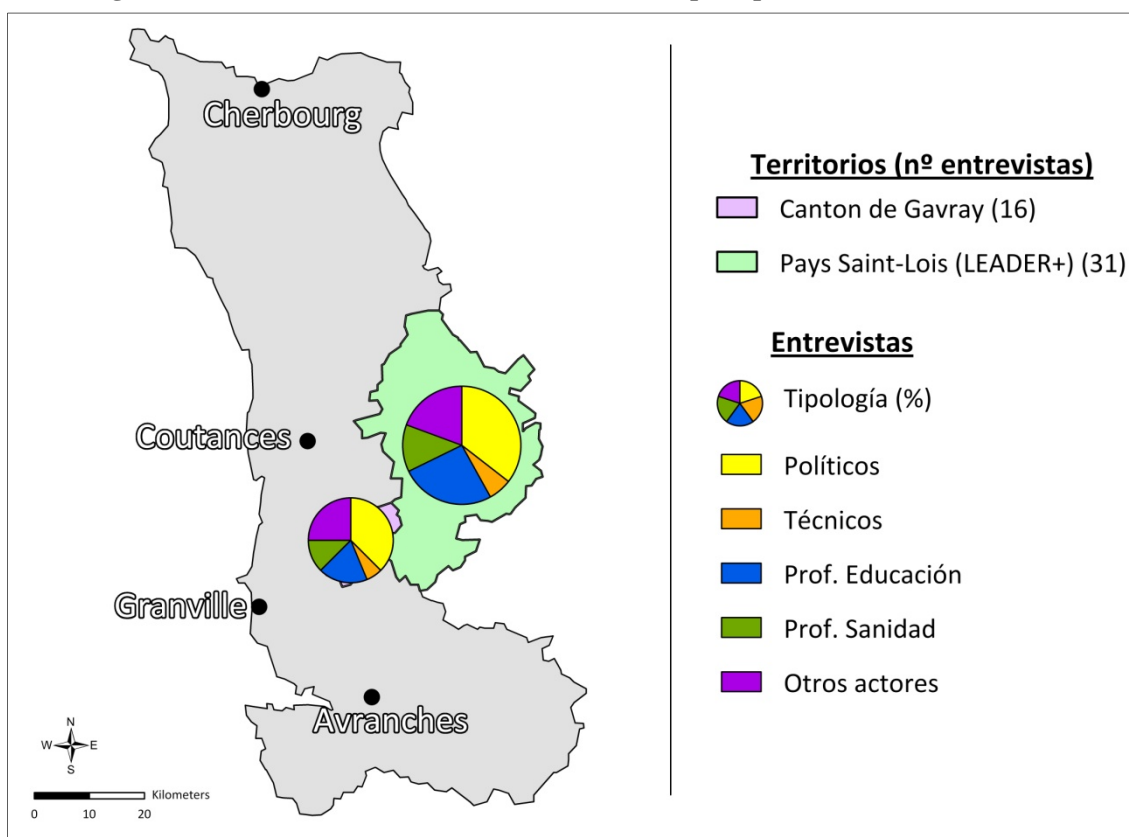 Cherbourg
Coutances
Granville
Avranches
N
W E
S
Kilometers
0 10 20
Territorios (nº entrevistas)
Canton de Gavray (16)
Pays Saint-Lois (LEADER+) (31)
Entrevistas
Tipología (%)
Políticos
Técnicos
Prof. Educación
Prof. Sanidad
Otros actores